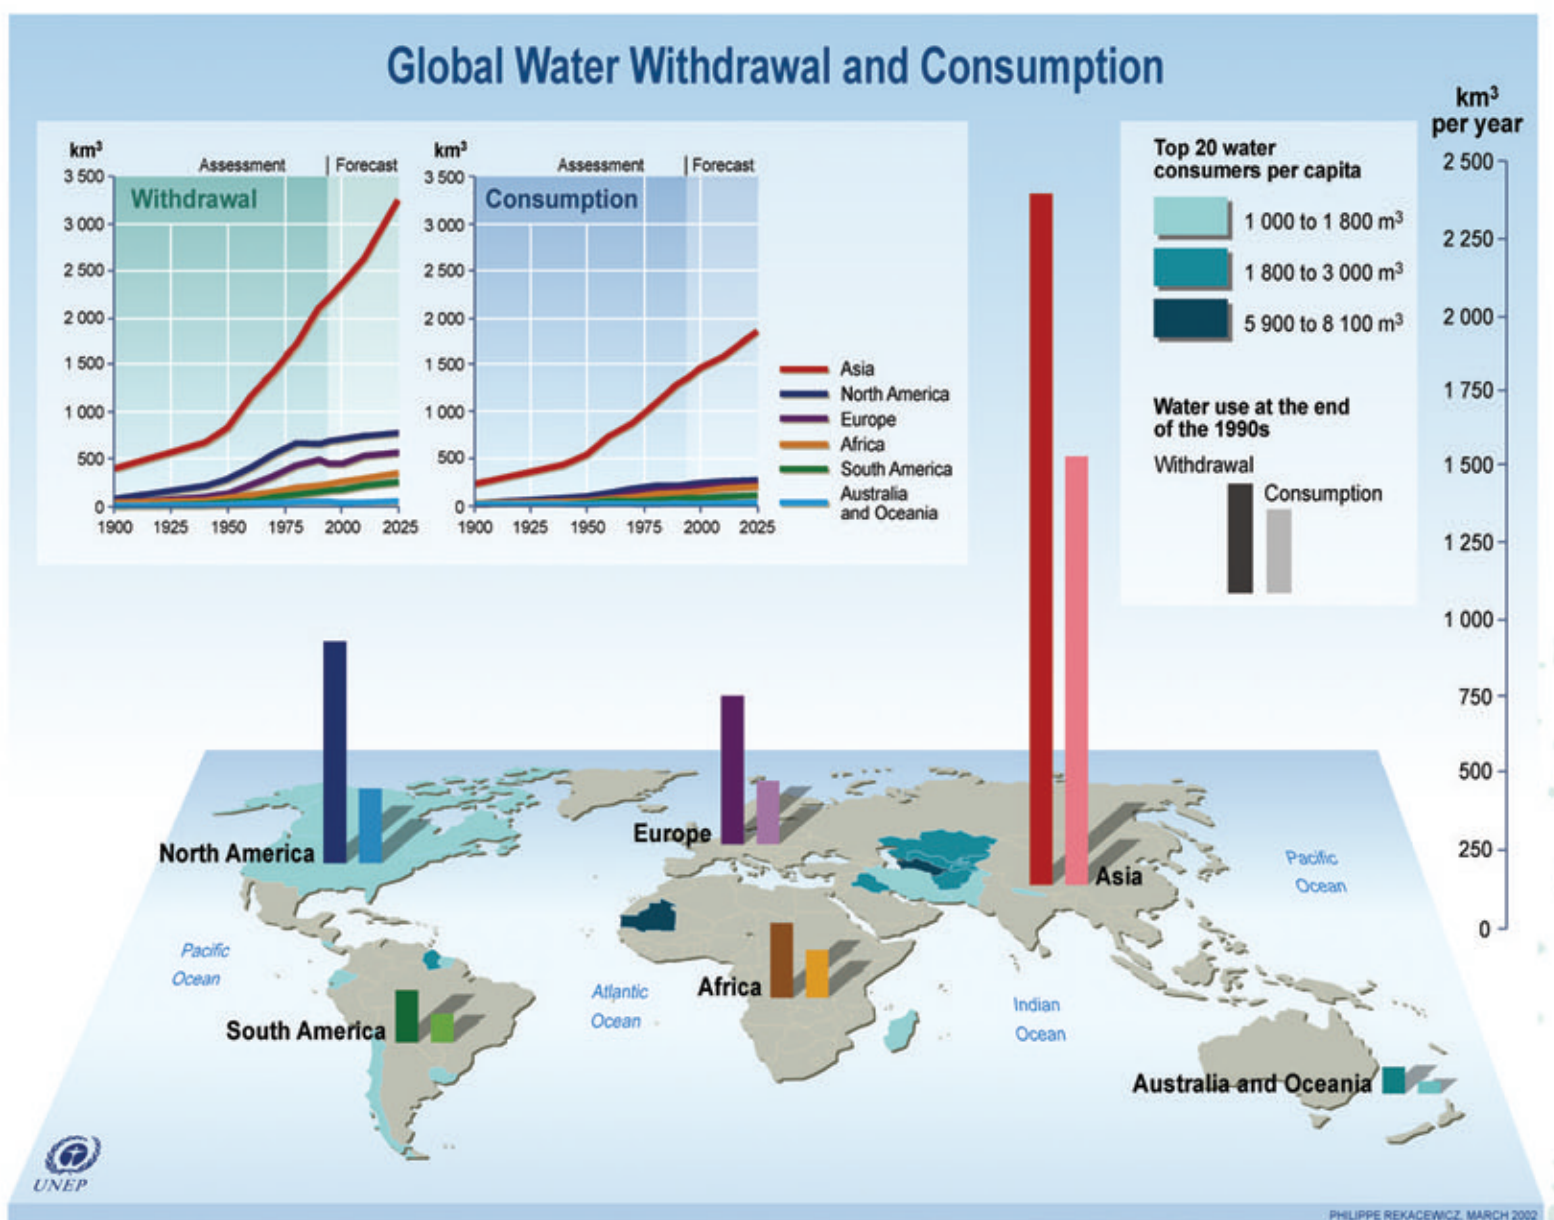 Global Water Withdrawal and Consumption
km³
Assessment | Forecast
Withdrawal
3 500
3 000
2 500
2 000
1 500
1 000
500
0
1900 1925 1950 1975 2000 2025
km³
Assessment | Forecast
Consumption
3 500
3 000
2 500
2 000
1 500
1 000
500
0
1900 1925 1950 1975 2000 2025
Asia
North America
Europe
Africa
South America
Australia
and Oceania
Top 20 water
consumers per capita
1 000 to 1 800 m³
1 800 to 3 000 m³
5 900 to 8 100 m³
Water use at the end
of the 1990s
Withdrawal
Consumption
km³
per year
2 500
2 250
2 000
1 750
1 500
1 250
1 000
750
500
250
0
North America
Europe
Asia
Pacific
Ocean
Pacific
Ocean
Atlantic
Ocean
Africa
Indian
Ocean
South America
Australia and Oceania
UNEP
PHILIPPE REKACEWICZ, MARCH 2002